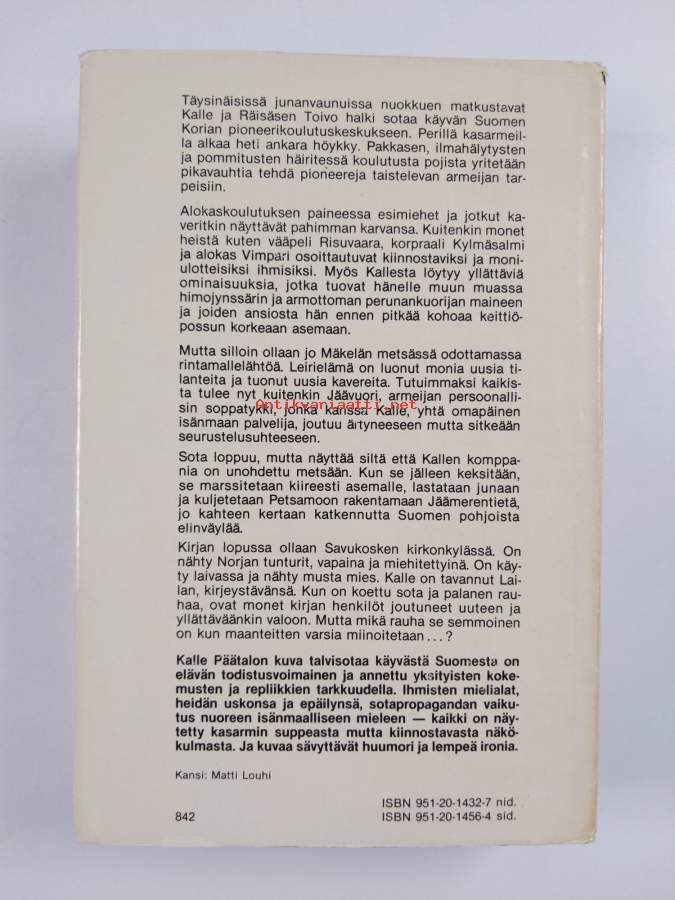 Täysinäisissä junanvaunuissa nuokkuen matkustavat
Kalle ja Räisäsen Toivo halki sotaa käyvän Suomen
Korian pioneerikoulutuskeskukseen. Perillä kasarmeil-
la alkaa heti ankara höykky. Pakkasen, ilmahälytysten
ja pommitusten häiritessä koulutusta pojista yritetään
pikavauhtia tehdä pioneereja taistelevan armeijan tar-
peisiin.
Alokaskoulutuksen paineessa esimiehet ja jotkut ka-
veritkin näyttävät pahimman karvansa. Kuitenkin monet
heistä kuten vääpeli Risuvaara, korpraali Kylmäsalmi
ja alokas Vimpari osoittautuvat kiinnostaviksi ja moni-
ulotteisiksi ihmisiksi. Myös Kallesta löytyy yllättäviä
ominaisuuksia, jotka tuovat hänelle muun muassa
himojynssärin ja armottoman perunankuorijan maineen
ja joiden ansiosta hän ennen pitkää kohoaa keittiö-
possun korkeaan asemaan.
Mutta silloin ollaan jo Mäkelän metsässä odottamassa
rintamallelähtöä. Leirielämä on luonut monia uusia ti-
lanteita ja tuonut uusia kavereita. Tutuimmaksi kaikis-
ta tulee nyt kuitenkin Jäävuori, armeijan persoonalli-
sin soppatykki, jonka kanssa Kalle, yhtä omapäinen
Antikvariaatti.net
isänmaan palvelija, joutuu ärtyneeseen mutta sitkeään
seurustelusuhteeseen.
Sota loppuu, mutta näyttää siltä että Kallen komppa-
nia on unohdettu metsään. Kun se jälleen keksitään,
se marssitetaan kiireesti asemalle, lastataan junaan
ja kuljetetaan Petsamoon rakentamaan Jäämerentietä,
jo kahteen kertaan katkennutta Suomen pohjoista
elinväylää.
Kirjan lopussa ollaan Savukosken kirkonkylässä. On
nähty Norjan tunturit, vapaina ja miehitettyinä. On käy-
ty laivassa ja nähty musta mies. Kalle on tavannut Lai-
lan, kirjeystävänsä. Kun on koettu sota ja palanen rau-
haa, ovat monet kirjan henkilöt joutuneet uuteen ja
yllättäväänkin valoon. Mutta mikä rauha se semmoinen
on kun maanteitten varsia miinoitetaan...?
Kalle Päätalon kuva talvisotaa käyvästä Suomesta on
elävän todistusvoimainen ja annettu yksityisten koke-
musten ja repliikkien tarkkuudella. Ihmisten mielialat,
heidän uskonsa ja epäilynsä, sotapropagandan vaiku-
tus nuoreen isänmaalliseen mieleen — kaikki on näy-
tetty kasarmin suppeasta mutta kiinnostavasta näkö-
kulmasta. Ja kuvaa sävyttävät huumori ja lempeä ironia.
Kansi: Matti Louhi
ISBN 951-20-1432-7 nid.
842 ISBN 951-20-1456-4 sid.